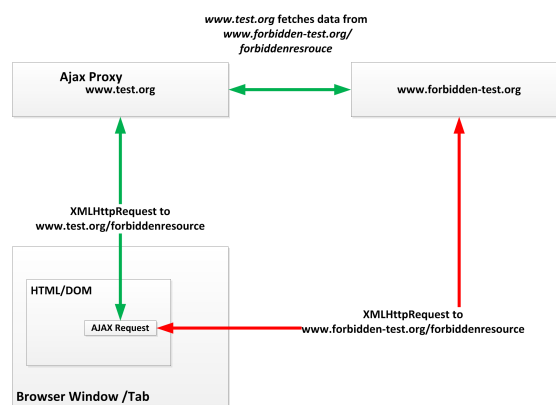 www.test.org fetches data from
www.forbidden-test.org/
forbiddenresrouce
Ajax Proxy
www.test.org
www.forbidden-test.org
XMLHttpRequest to
www.test.org/forbiddenresource
HTML/DOM
AJAX Request
XMLHttpRequest to
www.forbidden-test.org/forbiddenresource
Browser Window /Tab